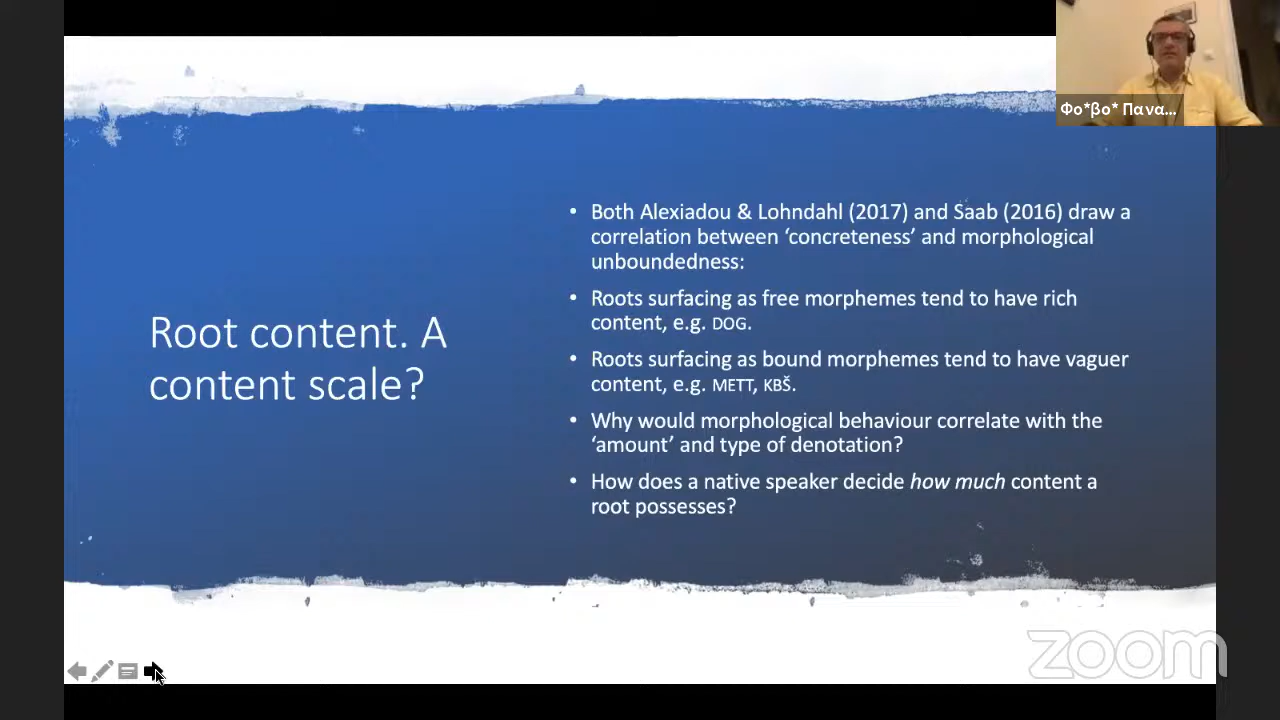 Φο*βο* Πανα...
Root content. A
content scale?
• Both Alexiadou & Lohndahl (2017) and Saab (2016) draw a
correlation between ‘concreteness’ and morphological
unboundedness:
• Roots surfacing as free morphemes tend to have rich
content, e.g. DOG.
• Roots surfacing as bound morphemes tend to have vaguer
content, e.g. METT, KBŠ.
• Why would morphological behaviour correlate with the
‘amount’ and type of denotation?
• How does a native speaker decide how much content a
root possesses?
zoom